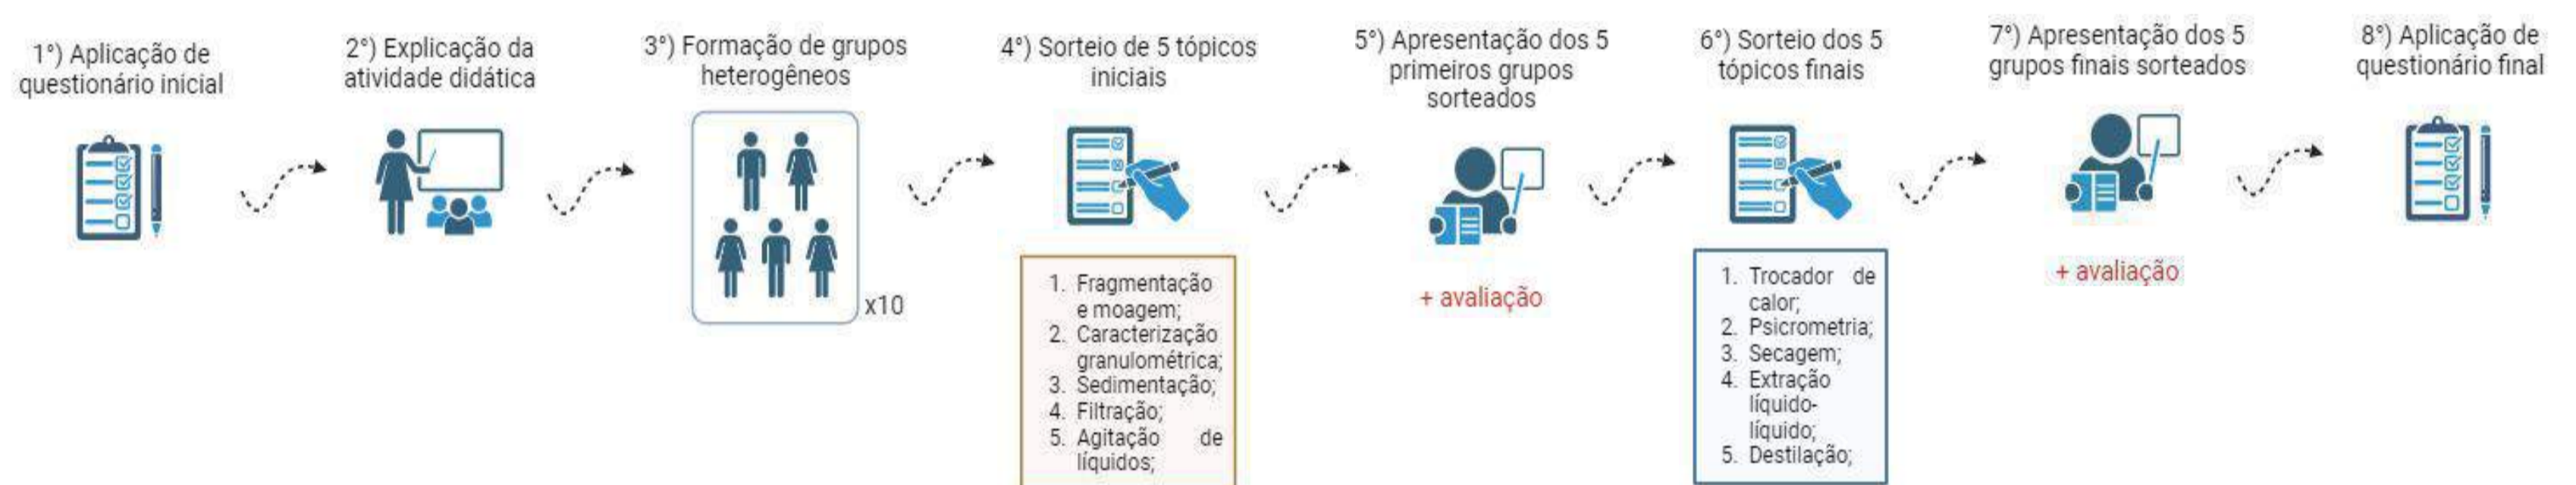 1°) Aplicação de
questionário inicial
2°) Explicação da
atividade didática
3°) Formação de grupos
heterogêneos
x10
4°) Sorteio de 5 tópicos
iniciais
1. Fragmentação
e moagem;
2. Caracterização
granulométrica;
3. Sedimentação;
4. Filtração;
5. Agitação de
líquidos;
5°) Apresentação dos 5
primeiros grupos
sorteados
+ avaliação
6°) Sorteio dos 5
tópicos finais
1. Trocador de
calor;
2. Psicrometria;
3. Secagem;
4. Extração
líquido-
líquido;
5. Destilação;
7°) Apresentação dos 5
grupos finais sorteados
+ avaliação
8°) Aplicação de
questionário final